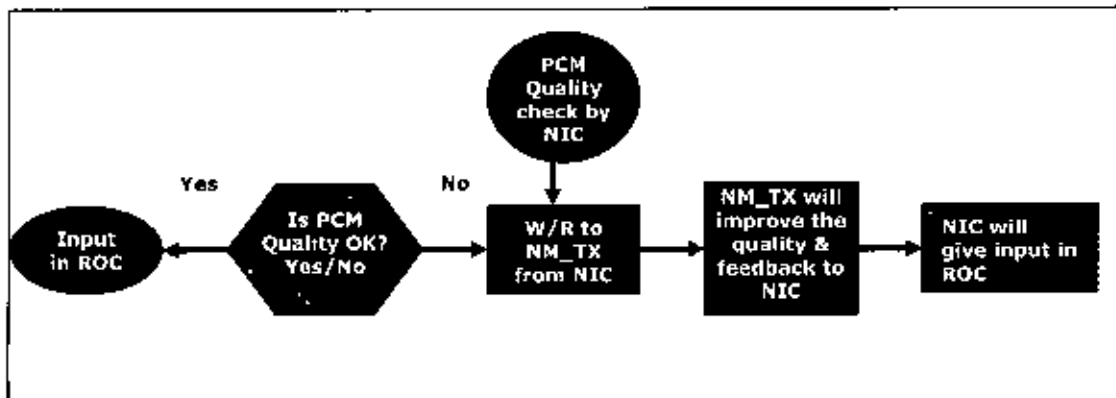 PCM
Quality
check by
NIC
Yes
No
Input
in ROC
Is PCM
Quality OK?
Yes/No
W/R to
NM_TX
from NIC
NM_TX will
improve the
quality &
feedback to
NIC
NIC will
give input in
ROC